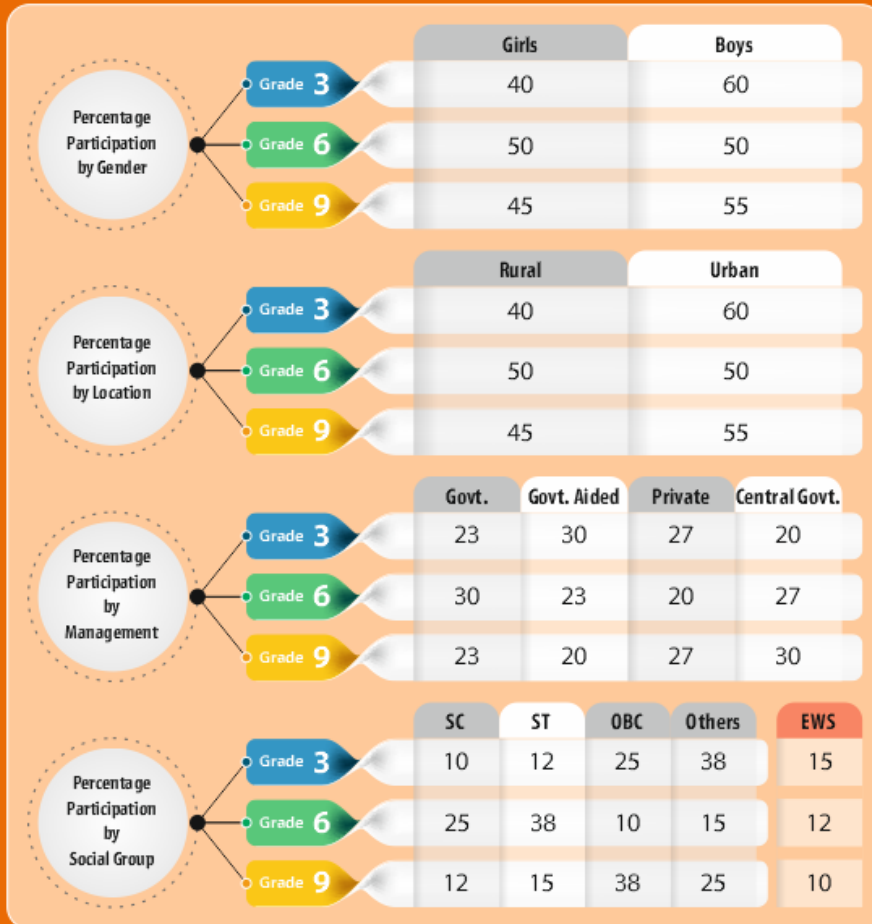 Girls Boys
Percentage
Participation
by Gender
Grade 3 40 60
Grade 6 50 50
Grade 9 45 55
Rural Urban
Percentage
Participation
by Location
Grade 3 40 60
Grade 6 50 50
Grade 9 45 55
Govt. Govt. Aided Private Central Govt.
Percentage
Participation
by
Management
Grade 3 23 30 27 20
Grade 6 30 23 20 27
Grade 9 23 20 27 30
SC ST OBC Others EWS
Percentage
Participation
by
Social Group
Grade 3 10 12 25 38 15
Grade 6 25 38 10 15 12
Grade 9 12 15 38 25 10